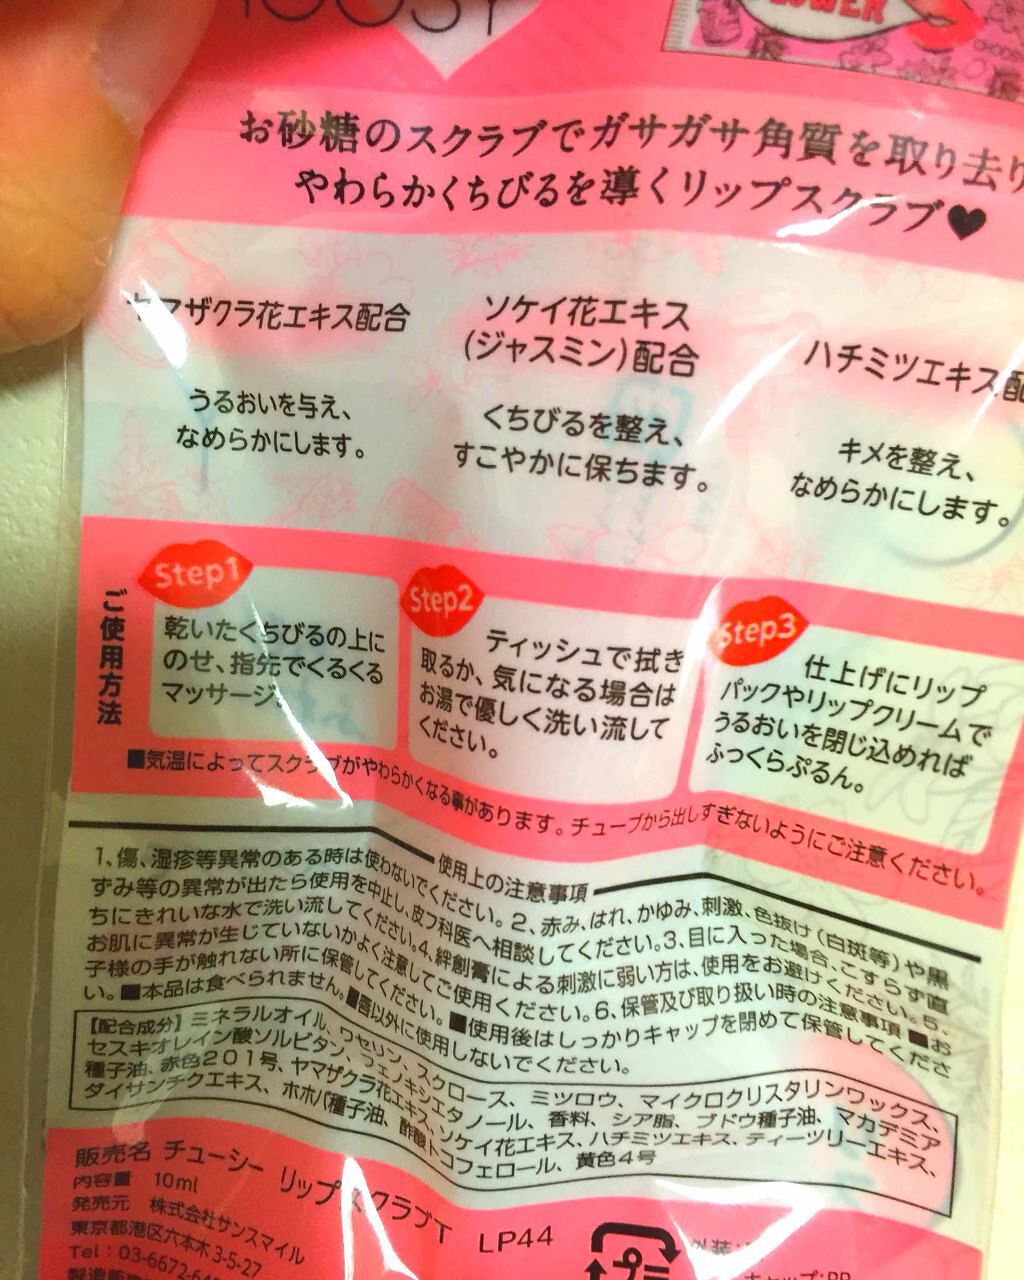 FLOWER
お砂糖のスクラブでガサガサ角質を取り去り
やわらかくちびるを導くリップスクラブ♥
ヤマザクラ花エキス配合
うるおいを与え、
なめらかにします。
ソケイ花エキス
(ジャスミン)配合
くちびるを整え、
すこやかに保ちます。
ハチミツエキス配
キメを整え、
なめらかにします。
ご使用方法
Step1
乾いたくちびるの上に
のせ、指先でくるくる
マッサージ。
Step2
ティッシュで拭き
取るか、気になる場合は
お湯で優しく洗い流して
ください。
Step3
仕上げにリップ
パックやリップクリームで
うるおいを閉じ込めれば
ふっくらぷるん。
■気温によってスクラブがやわらかくなる事があります。チューブから出しすぎないようにご注意ください。
使用上の注意事項
1、傷、湿疹等異常のある時は使わないでください。2、赤み、はれ、かゆみ、刺激、色抜け(白斑等)や黒
ずみ等の異常が出たら使用を中止し、皮フ科医へ相談してください。3、目に入った場合、こすらず直
ちにきれいな水で洗い流してください。4、絆創膏による刺激に弱い方は、使用をお避けください。5、
お肌に異常が生じていないかよく注意してご使用ください。6、保管及び取り扱い時の注意事項 ■お
子様の手が触れない所に保管してください。■使用後はしっかりキャップを閉めて保管してくださ
い。■本品は食べられません。■唇以外に使用しないでください。
【配合成分】ミネラルオイル、ワセリン、スクロース、ミツロウ、マイクロクリスタリンワックス、
セスキオレイン酸ソルビタン、フェノキシエタノール、香料、シア脂、ブドウ種子油、マカデミア
種子油、赤色201号、ヤマザクラ花エキス、ソケイ花エキス、ハチミツエキス、ティーツリーエキス、
ダイサンチクエキス、ホホバ種子油、酢酸トコフェロール、黄色4号
販売名 チューシー リップスクラブT LP44
内容量 10ml
発売元 株式会社サンスマイル
東京都港区六本木3-5-27
Tel:03-6672-64
プラ
外装:
キャップ:PP